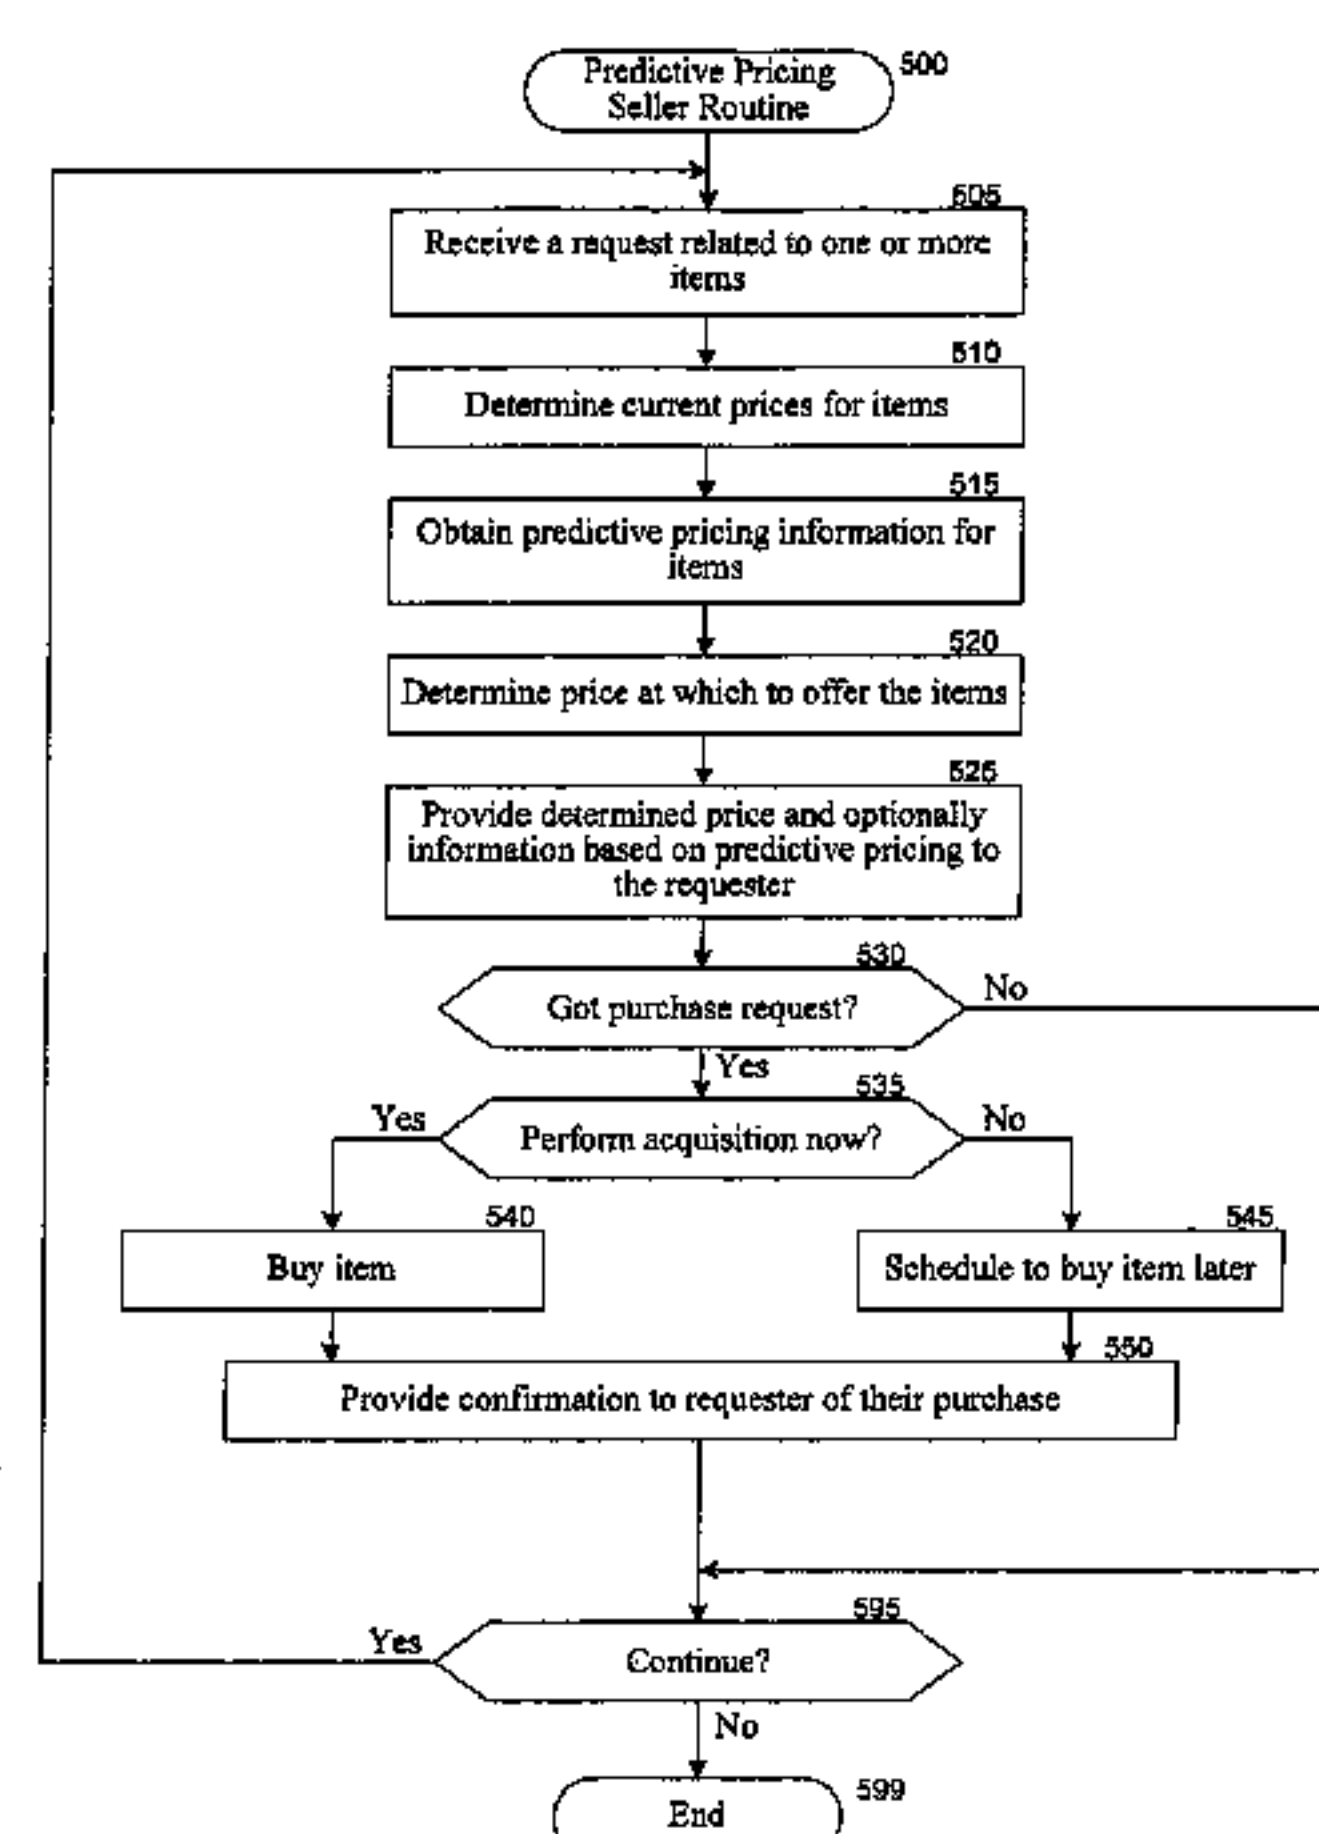 Predictive Pricing
Seller Routine
500
505
Receive a request related to one or more
items
510
Determine current prices for items
515
Obtain predictive pricing information for
items
520
Determine price at which to offer the items
525
Provide determined price and optionally
information based on predictive pricing to
the requester
530
Got purchase request?
No
Yes
535
Yes
Perform acquisition now?
No
540
Buy item
545
Schedule to buy item later
550
Provide confirmation to requester of their purchase
595
Yes
Continue?
No
599
End